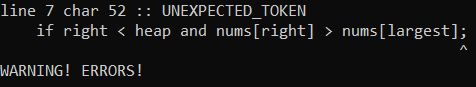 line 7 char 52 :: UNEXPECTED_TOKEN
if right < heap and nums[right] > nums[largest];
^
WARNING! ERRORS!